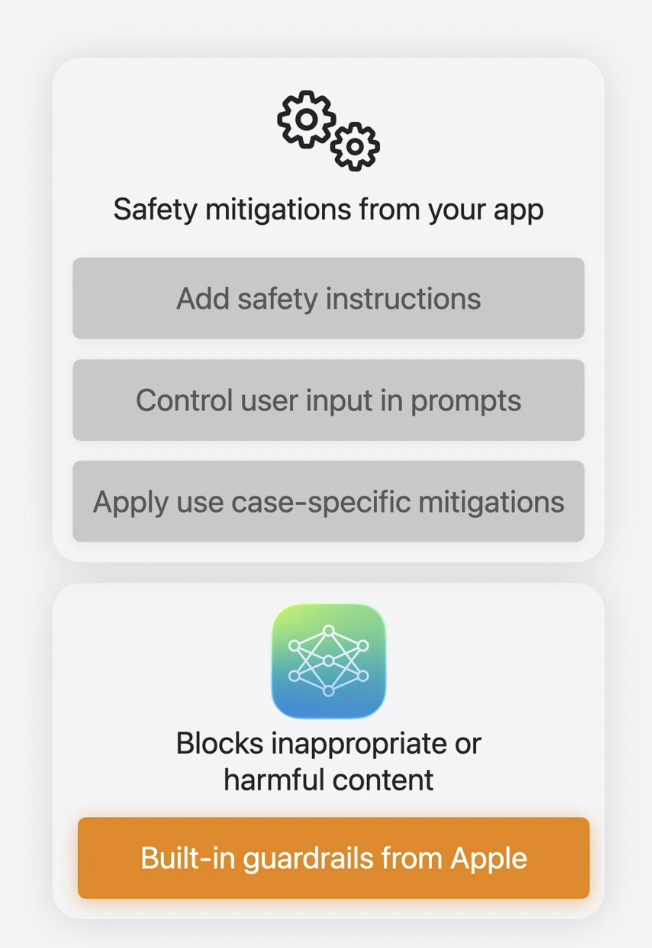 Safety mitigations from your app
Add safety instructions
Control user input in prompts
Apply use case-specific mitigations
Blocks inappropriate or
harmful content
Built-in guardrails from Apple